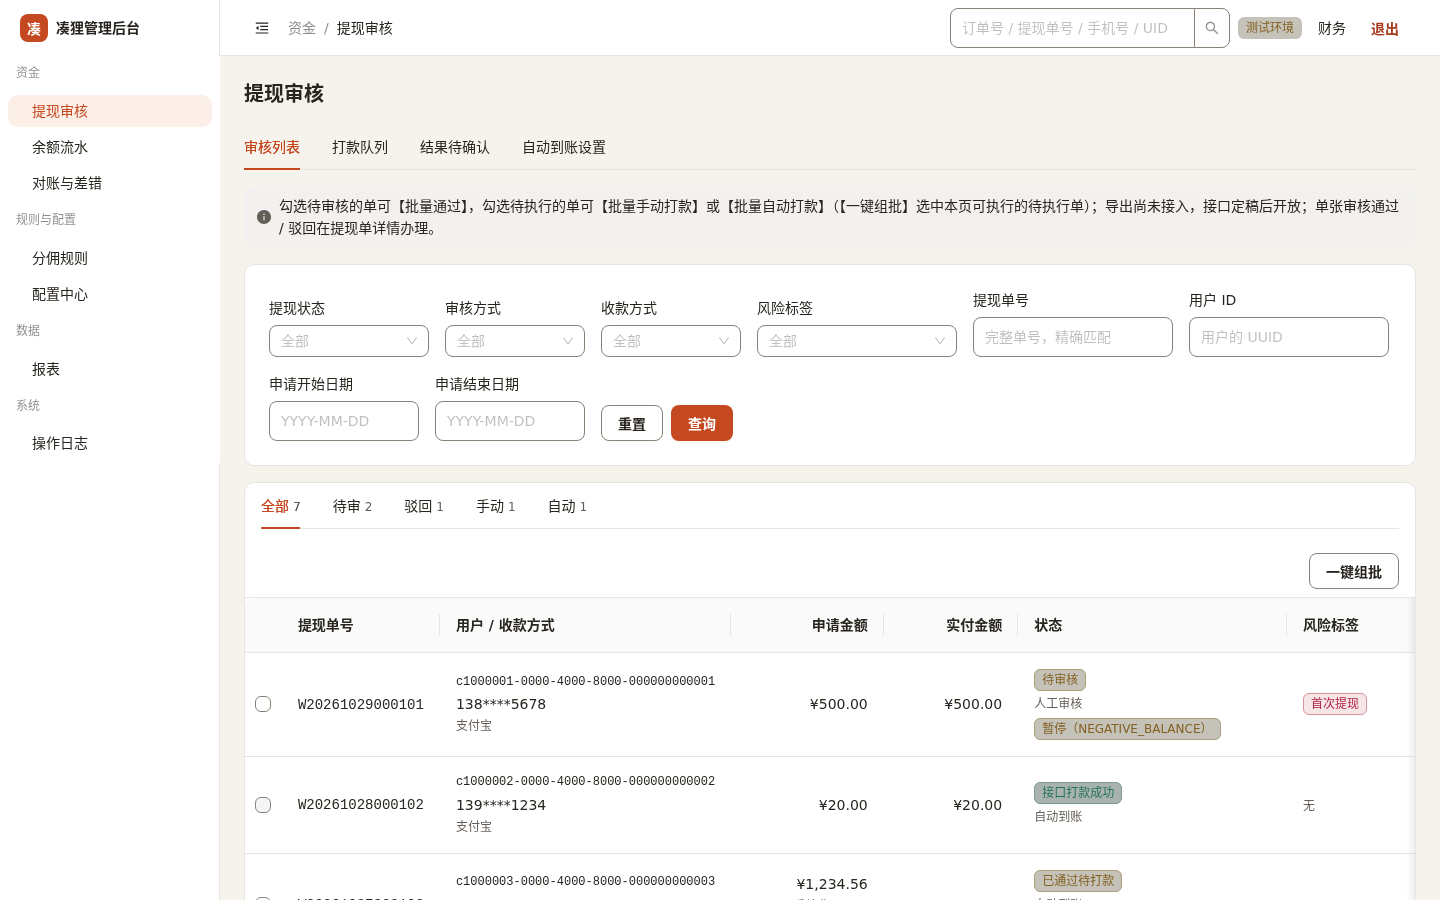 凑 凑狸管理后台
资金 / 提现审核
订单号 / 提现单号 / 手机号 / UID
测试环境 财务 退出
资金
提现审核
余额流水
对账与差错
规则与配置
分佣规则
配置中心
数据
报表
系统
操作日志
提现审核
审核列表 打款队列 结果待确认 自动到账设置
勾选待审核的单可【批量通过】，勾选待执行的单可【批量手动打款】或【批量自动打款】（【一键组批】选中本页可执行的待执行单）；导出尚未接入，接口定稿后开放；单张审核通过
/ 驳回在提现单详情办理。
提现状态 审核方式 收款方式 风险标签 提现单号 用户 ID
全部 全部 全部 全部 完整单号，精确匹配 用户的 UUID
申请开始日期 申请结束日期
YYYY-MM-DD YYYY-MM-DD 重置 查询
全部 7 待审 2 驳回 1 手动 1 自动 1
一键组批
提现单号 用户 / 收款方式 申请金额 实付金额 状态 风险标签
W20261029000101
c1000001-0000-4000-8000-000000000001
138****5678
支付宝
¥500.00 ¥500.00
待审核
人工审核
暂停（NEGATIVE_BALANCE）
首次提现
W20261028000102
c1000002-0000-4000-8000-000000000002
139****1234
支付宝
¥20.00 ¥20.00
接口打款成功
自动到账
无
c1000003-0000-4000-8000-000000000003
¥1,234.56
已通过待打款